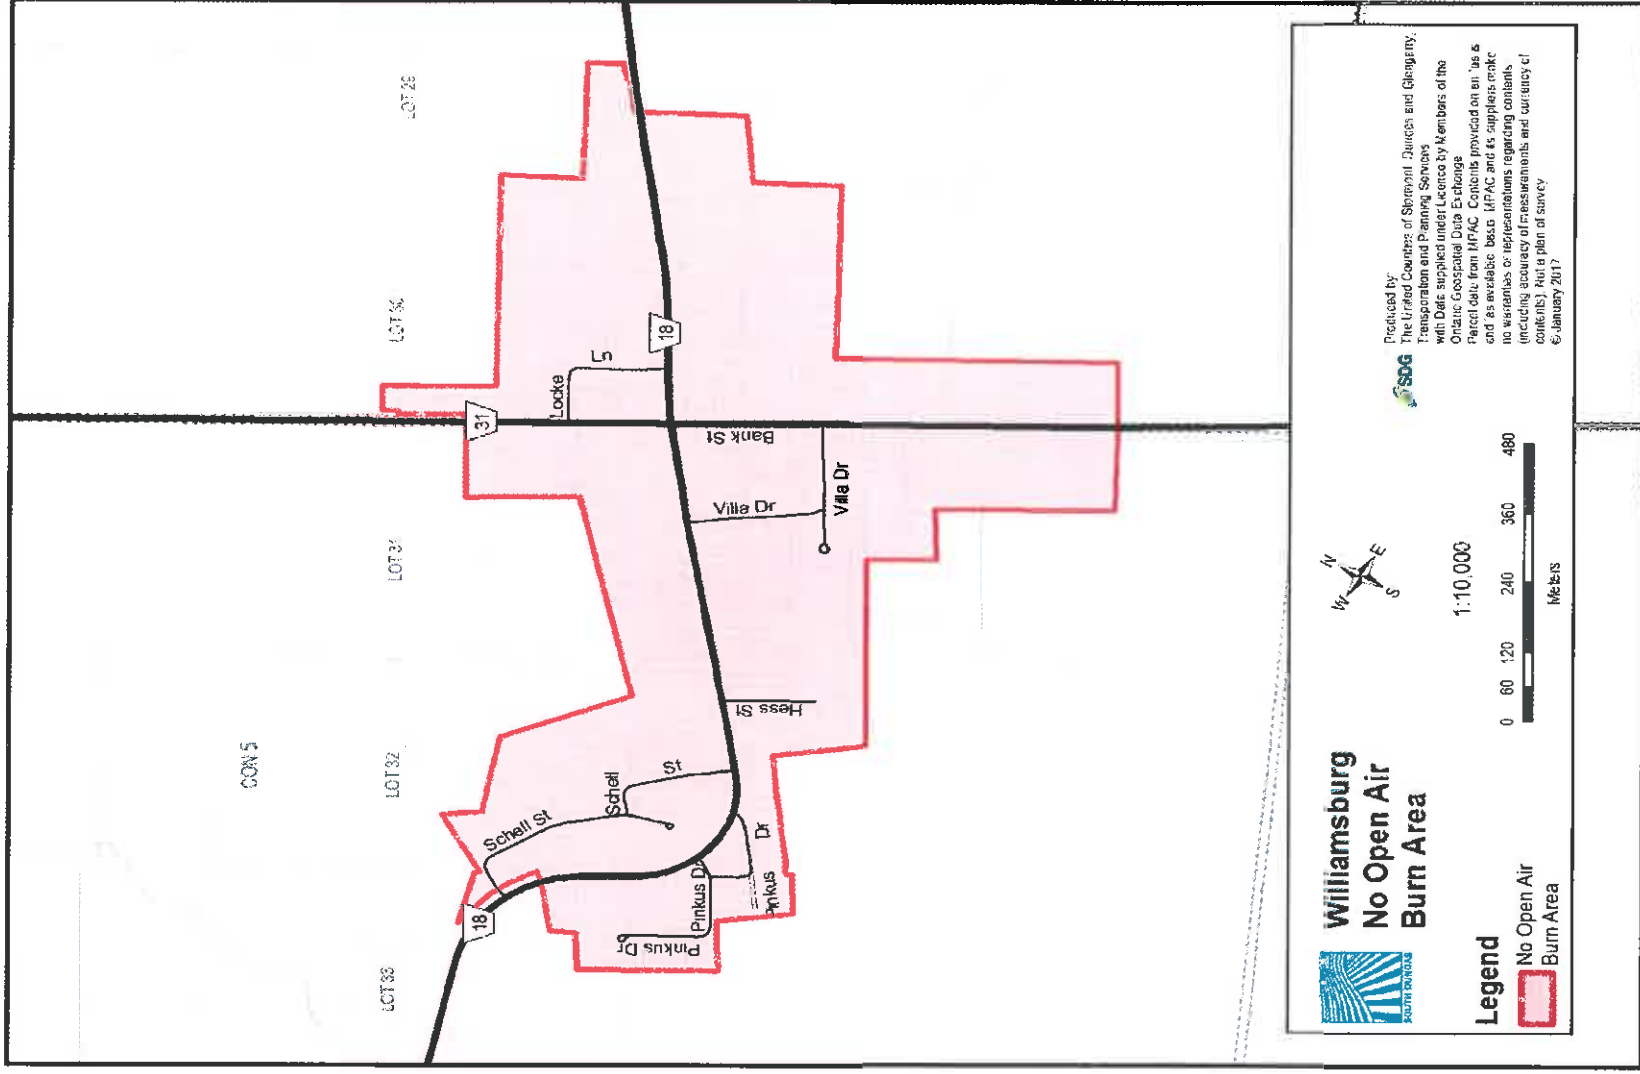 LOT 29
LOT 31
LOT 32
LOT 33
CON 5
18
31
18
Locke
Ln
Bank St
Villa Dr
Villa Dr
Hess St
Schell
St
Schell St
Pinkus Dr
Pinkus Dr
Pinkus
Dr
Williamsburg
No Open Air
Burn Area
SOUTH DUNDAS
Legend
No Open Air
Burn Area
N
E
S
W
1:10,000
0 60 120 240 360 480
Meters
SDG
Produced by
The United Counties of Stormont Dundas and Glengarry,
Transporation and Planning Services
with Data supplied under Licence by Members of the
Ontario Geospatial Data Exchange
Parcel data from MPAC Contents provided on an 'as is
and 'as available' basis MPAC and its suppliers make
no warranties or representations regarding contents
(including accuracy of measurements and currency of
contents). Not a plan of survey
© January 2017